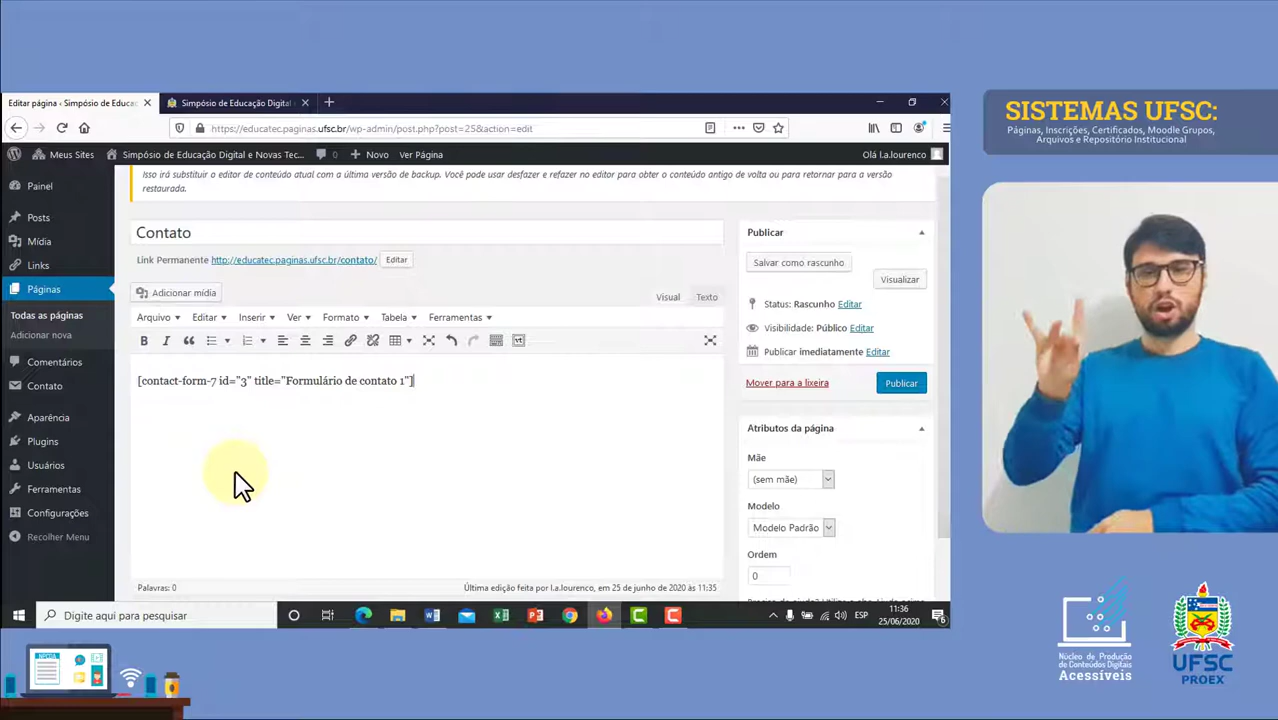 Editar página ‹ Simpósio de Educaç
Simpósio de Educação Digital
https://educatec.paginas.ufsc.br/wp-admin/post.php?post=25&action=edit
Meus Sites
Simpósio de Educação Digital e Novas Tec...
Novo
Ver Página
Olá l.a.lourenco
Painel
Posts
Mídia
Links
Páginas
Todas as páginas
Adicionar nova
Comentários
Contato
Aparência
Plugins
Usuários
Ferramentas
Configurações
Recolher Menu
Isso irá substituir o editor de conteúdo atual com a última versão de backup. Você pode usar desfazer e refazer no editor para obter o conteúdo antigo de volta ou para retornar para a versão
restaurada.
Contato
Link Permanente http://educatec.paginas.ufsc.br/contato/ Editar
Adicionar mídia
Visual Texto
Arquivo Editar Inserir Ver Formato Tabela Ferramentas
[contact-form-7 id="3" title="Formulário de contato 1"]
Palavras: 0
Última edição feita por l.a.lourenco, em 25 de junho de 2020 às 11:35
Publicar
Salvar como rascunho
Visualizar
Status: Rascunho Editar
Visibilidade: Público Editar
Publicar imediatamente Editar
Mover para a lixeira
Publicar
Atributos da página
Mãe
(sem mãe)
Modelo
Modelo Padrão
Ordem
0
Digite aqui para pesquisar
ESP
11:36
25/06/2020
6
SISTEMAS UFSC:
Páginas, Inscrições, Certificados, Moodle Grupos,
Arquivos e Repositório Institucional
Núcleo de Produção
de Conteúdos Digitais
Acessíveis
UFSC
PROEX